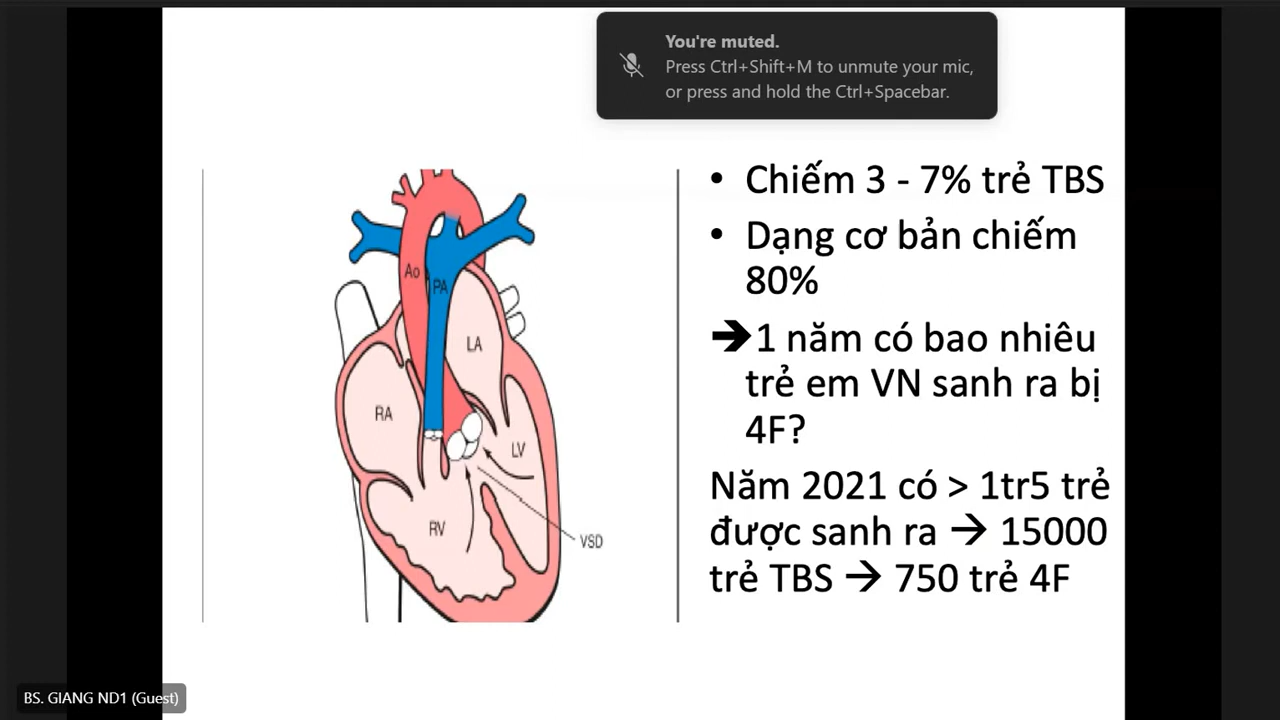 You're muted.
Press Ctrl+Shift+M to unmute your mic,
or press and hold the Ctrl+Spacebar.
• Chiếm 3 - 7% trẻ TBS
• Dạng cơ bản chiếm
80%
➔1 năm có bao nhiêu
trẻ em VN sanh ra bị
4F?
Năm 2021 có > 1tr5 trẻ
được sanh ra → 15000
trẻ TBS → 750 trẻ 4F
Ao
PA
LA
RA
LV
RV
VSD
BS. GIANG ND1 (Guest)